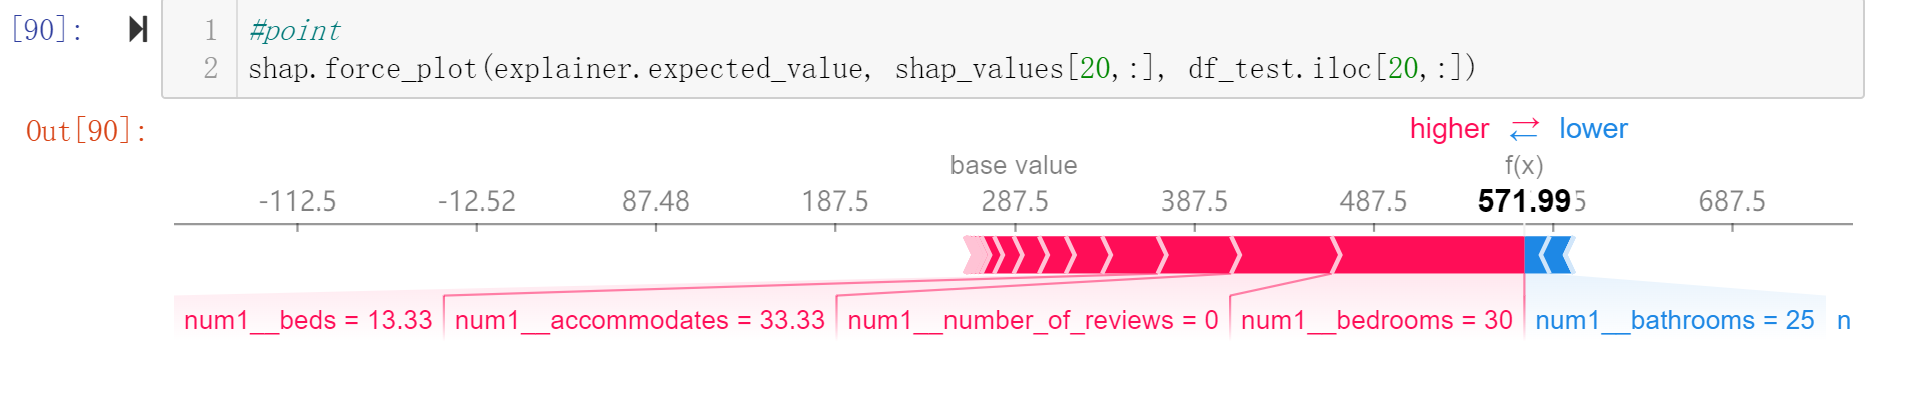 [90]:
1 #point
2 shap.force_plot(explainer.expected_value, shap_values[20,:], df_test.iloc[20,:])
Out[90]:
higher ⇄ lower
base value f(x)
-112.5 -12.52 87.48 187.5 287.5 387.5 487.5 571.99 5 687.5
num1__beds = 13.33 num1__accommodates = 33.33 num1__number_of_reviews = 0 num1__bedrooms = 30 num1__bathrooms = 25 n